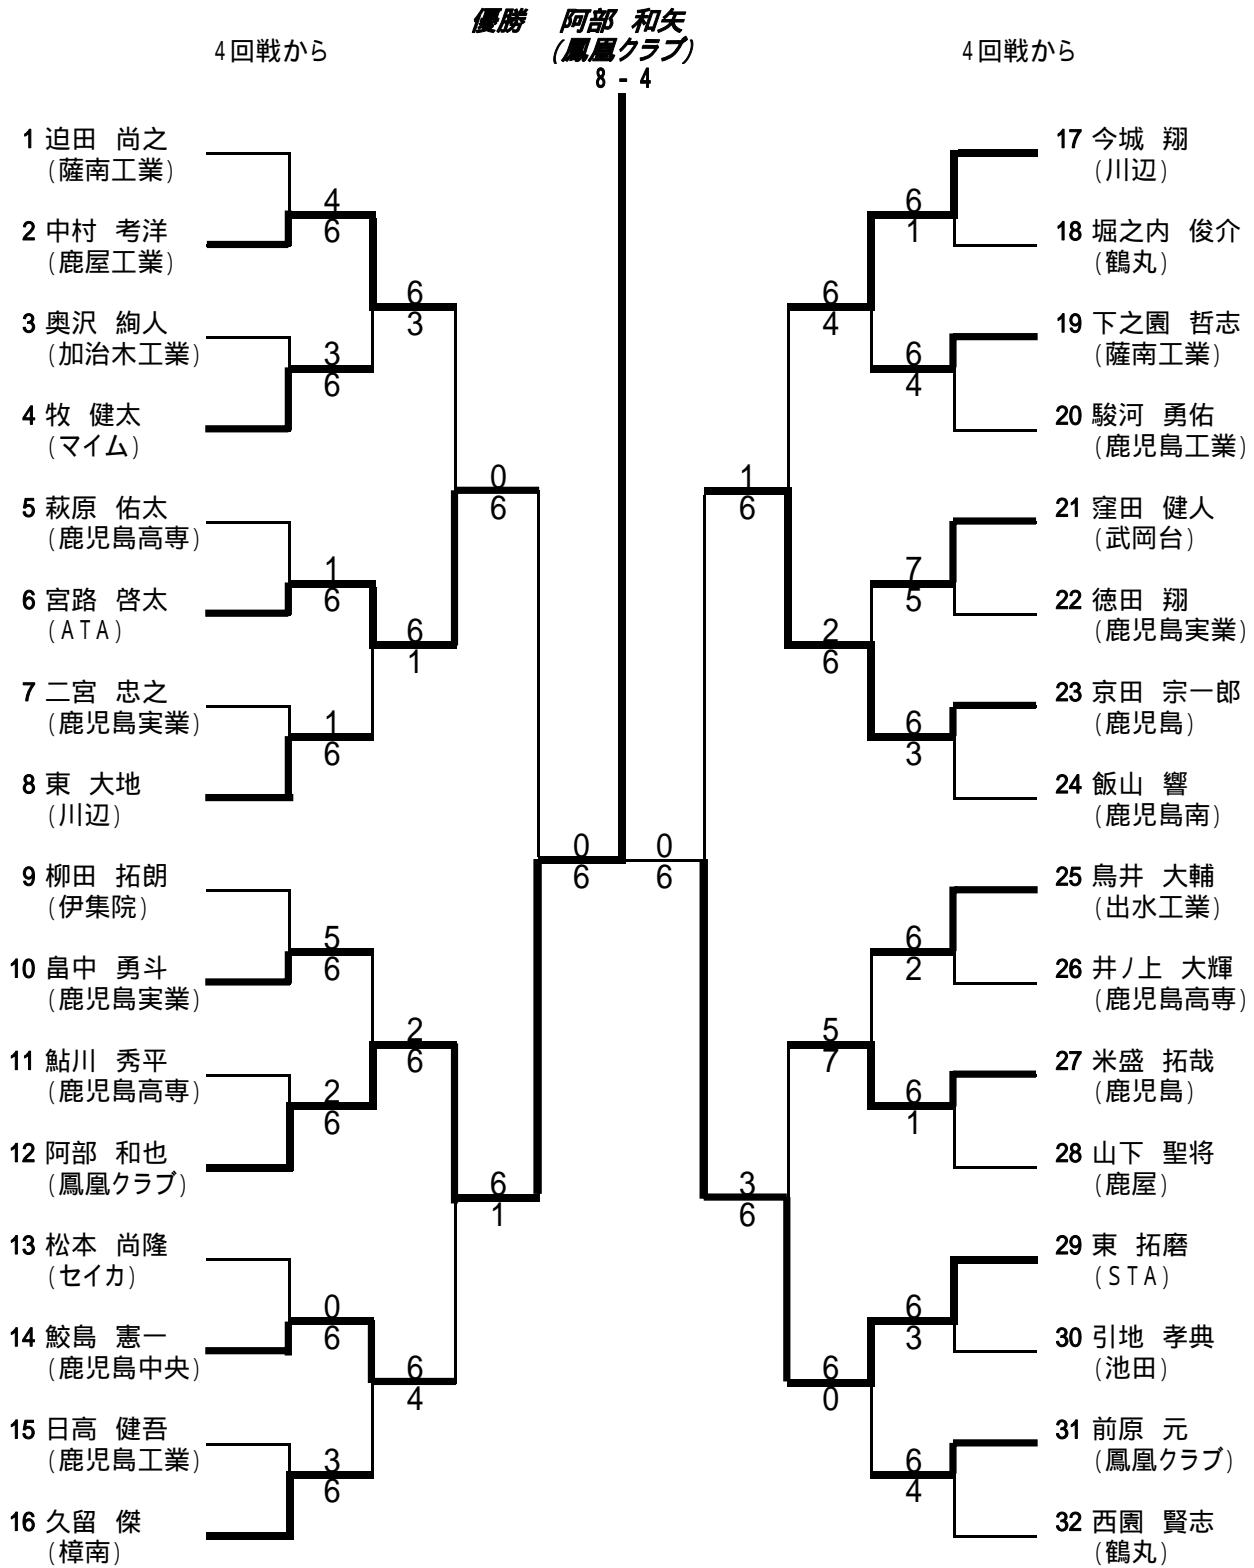 優勝 阿部 和矢
(鳳凰クラブ)
8 - 4
4回戦から
1 迫田 尚之
(薩南工業)
4
6
2 中村 考洋
(鹿屋工業)
6
3
3 奥沢 絢人
(加治木工業)
3
6
4 牧 健太
(マイム)
0
6
5 萩原 佑太
(鹿児島高専)
1
6
6 宮路 啓太
(ATA)
6
1
7 二宮 忠之
(鹿児島実業)
1
6
8 東 大地
(川辺)
0
6
9 柳田 拓朗
(伊集院)
5
6
10 畠中 勇斗
(鹿児島実業)
2
6
11 鮎川 秀平
(鹿児島高専)
2
6
12 阿部 和也
(鳳凰クラブ)
6
1
13 松本 尚隆
(セイカ)
0
6
14 鮫島 憲一
(鹿児島中央)
6
4
15 日高 健吾
(鹿児島工業)
3
6
16 久留 傑
(樟南)
4回戦から
17 今城 翔
(川辺)
6
1
18 堀之内 俊介
(鶴丸)
6
4
19 下之園 哲志
(薩南工業)
6
4
20 駿河 勇佑
(鹿児島工業)
1
6
21 窪田 健人
(武岡台)
7
5
22 徳田 翔
(鹿児島実業)
2
6
23 京田 宗一郎
(鹿児島)
6
3
24 飯山 響
(鹿児島南)
0
6
25 鳥井 大輔
(出水工業)
6
2
26 井ノ上 大輝
(鹿児島高専)
5
7
27 米盛 拓哉
(鹿児島)
6
1
28 山下 聖将
(鹿屋)
3
6
29 東 拓磨
(STA)
6
3
30 引地 孝典
(池田)
6
0
31 前原 元
(鳳凰クラブ)
6
4
32 西園 賢志
(鶴丸)